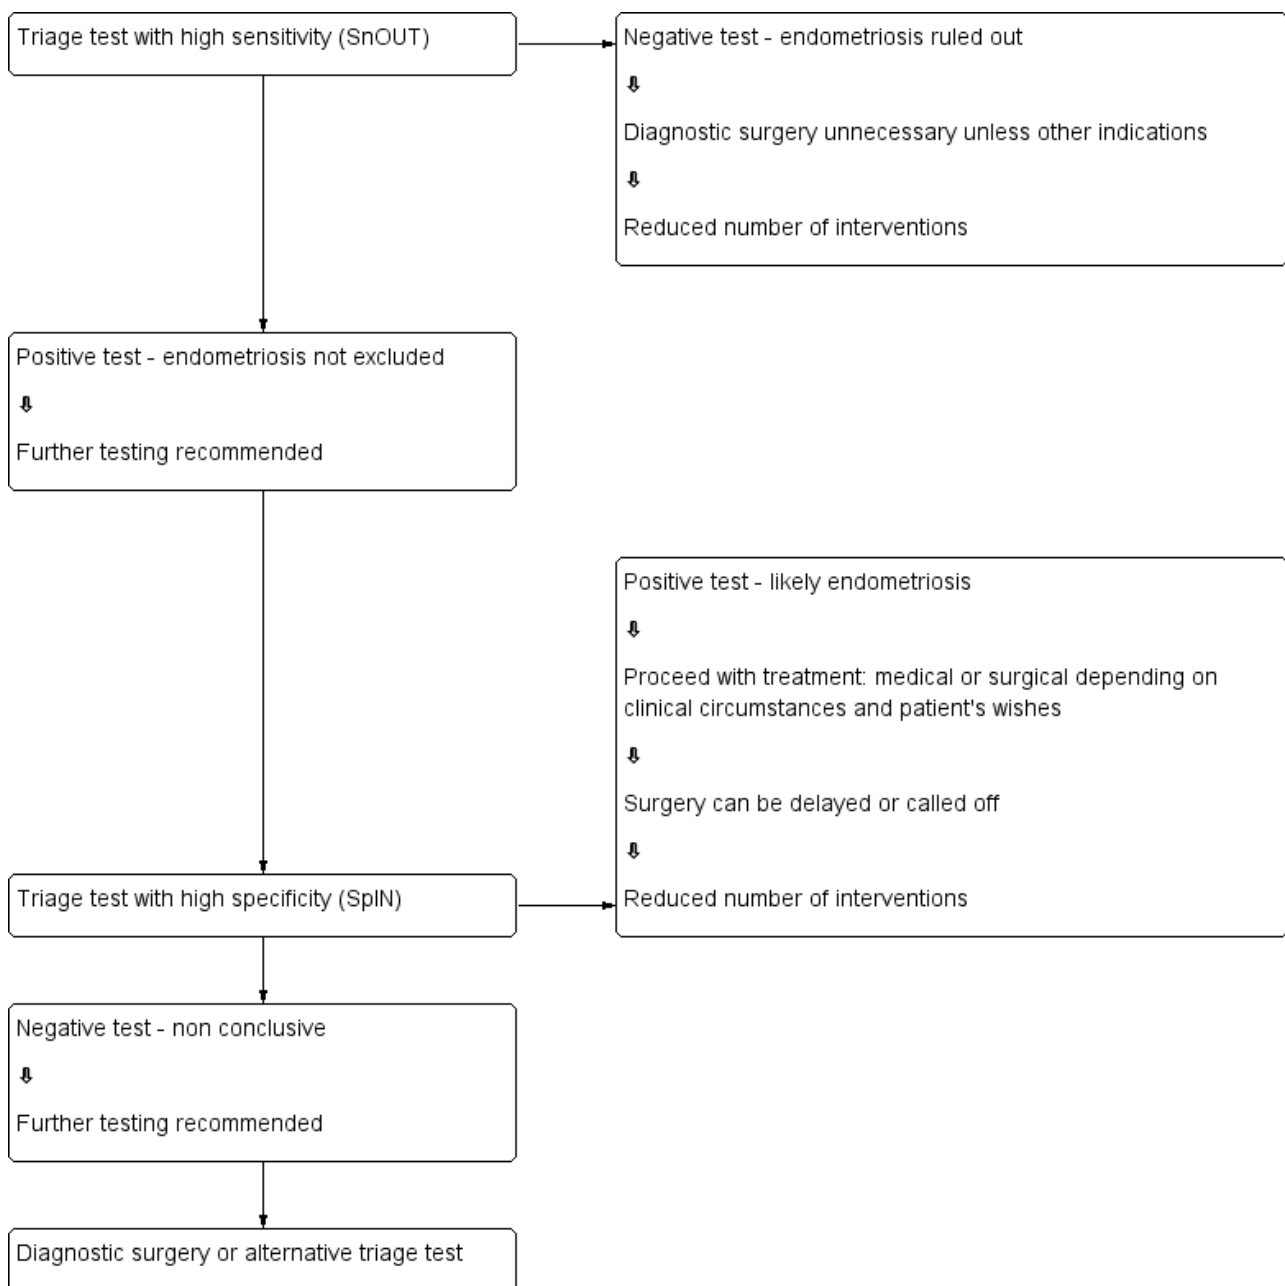 Triage test with high sensitivity (SnOUT)
Negative test - endometriosis ruled out
⇩
Diagnostic surgery unnecessary unless other indications
⇩
Reduced number of interventions
Positive test - endometriosis not excluded
⇩
Further testing recommended
Positive test - likely endometriosis
⇩
Proceed with treatment: medical or surgical depending on
clinical circumstances and patient's wishes
⇩
Surgery can be delayed or called off
⇩
Reduced number of interventions
Triage test with high specificity (SpIN)
Negative test - non conclusive
⇩
Further testing recommended
Diagnostic surgery or alternative triage test